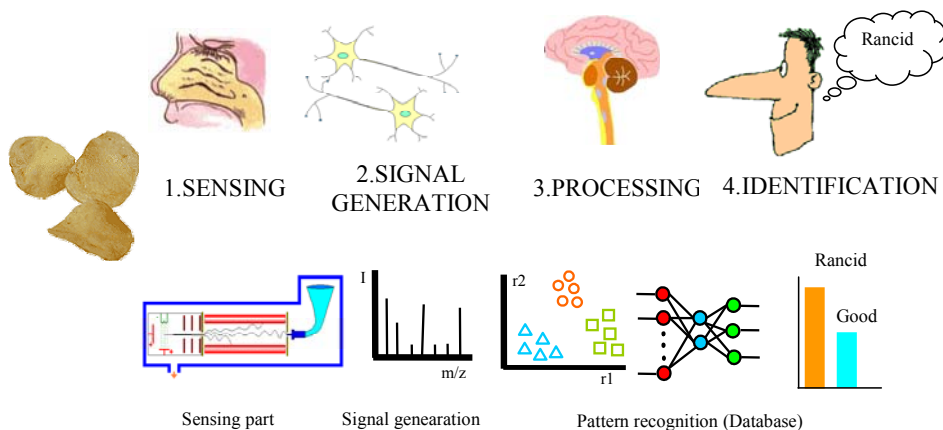 Rancid
1.SENSING
2.SIGNAL
GENERATION
3.PROCESSING
4.IDENTIFICATION
I
m/z
r2
r1
Rancid
Good
Sensing part
Signal genearation
Pattern recognition (Database)